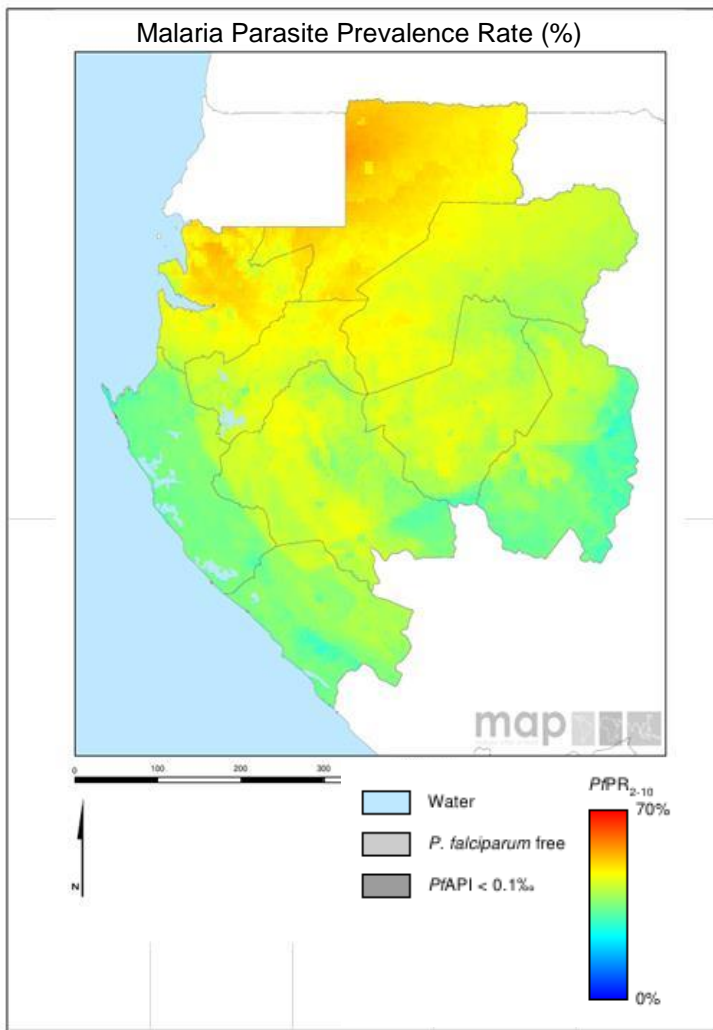 Malaria Parasite Prevalence Rate (%)
map
0 100 200 300
Water
P. falciparum free
PfAPI < 0.1‰
N
PfPR2-10
70%
0%